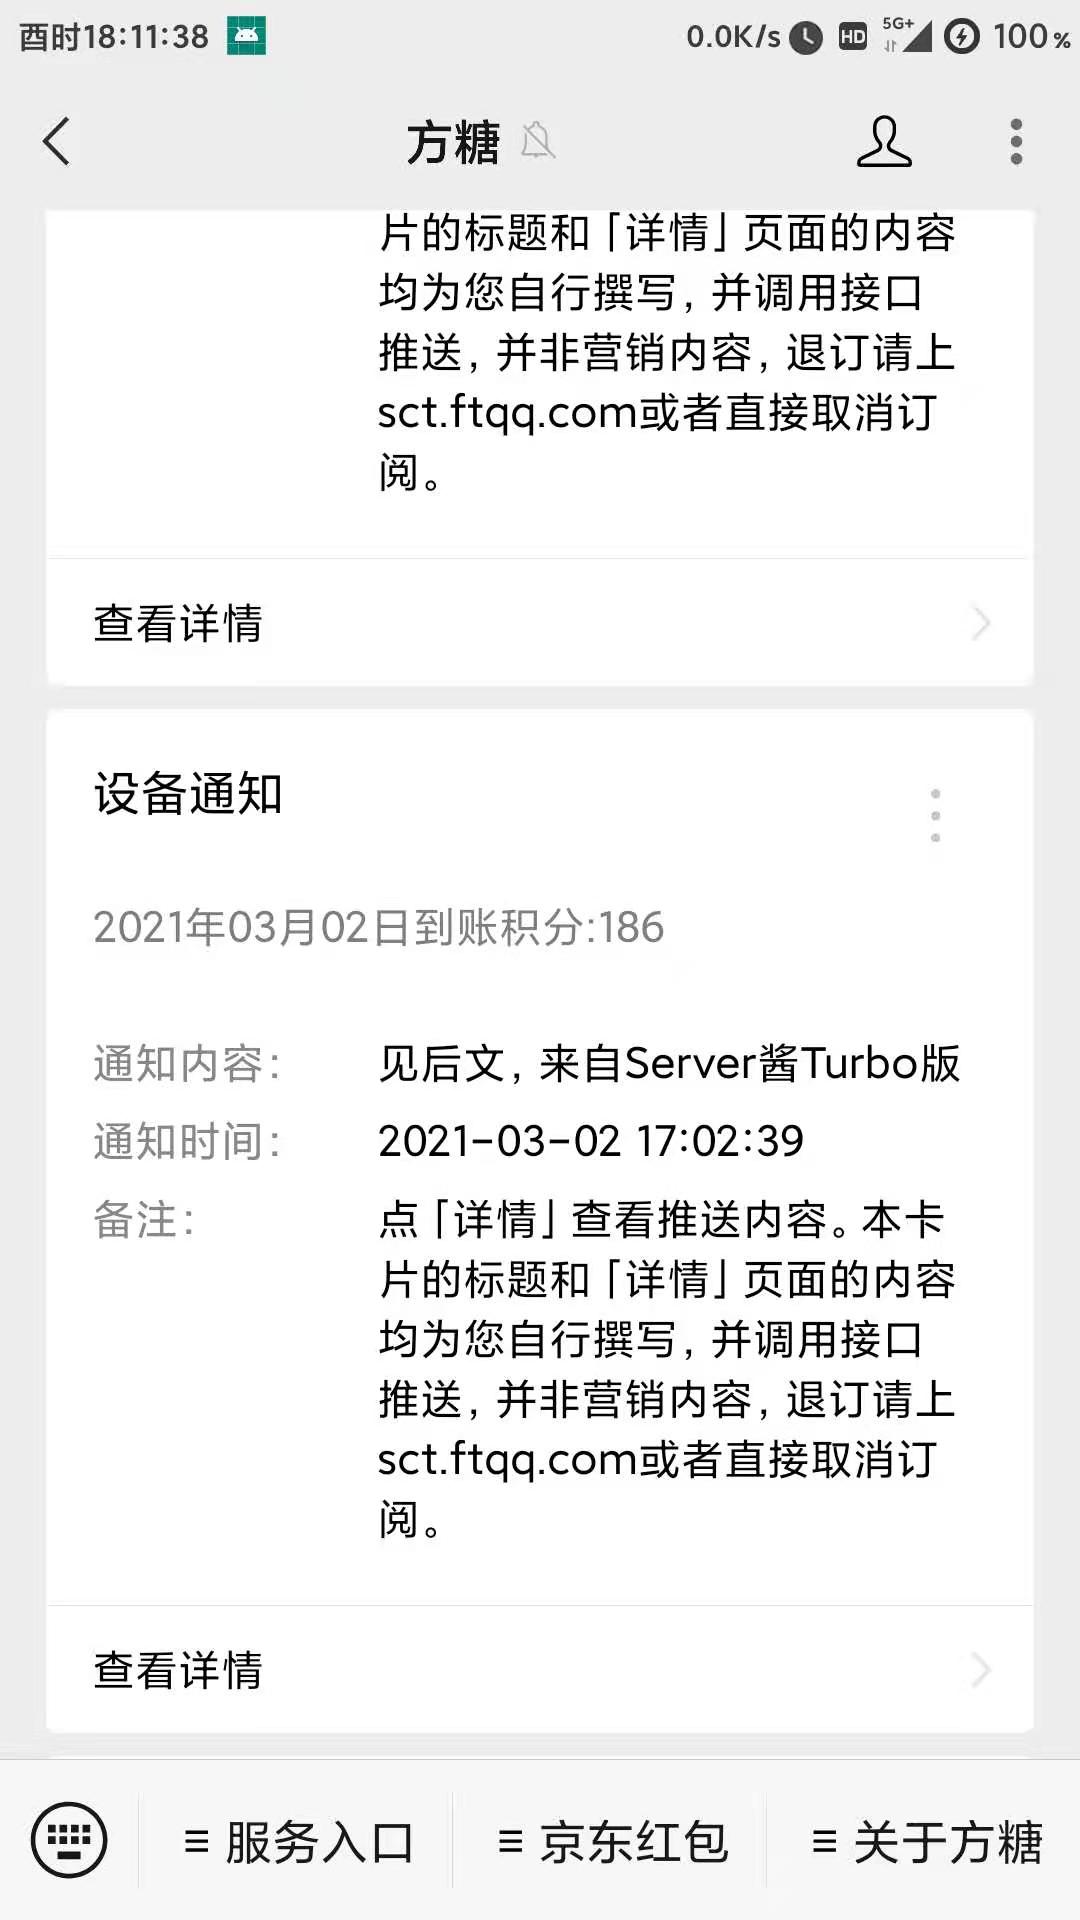 酉时18:11:38
0.0K/s HD 5G+ 100%
方糖
片的标题和「详情」页面的内容
均为您自行撰写，并调用接口
推送，并非营销内容，退订请上
sct.ftqq.com或者直接取消订
阅。
查看详情
设备通知
2021年03月02日到账积分:186
通知内容： 见后文，来自Server酱Turbo版
通知时间： 2021-03-02 17:02:39
备注： 点「详情」查看推送内容。本卡
片的标题和「详情」页面的内容
均为您自行撰写，并调用接口
推送，并非营销内容，退订请上
sct.ftqq.com或者直接取消订
阅。
查看详情
服务入口 京东红包 关于方糖